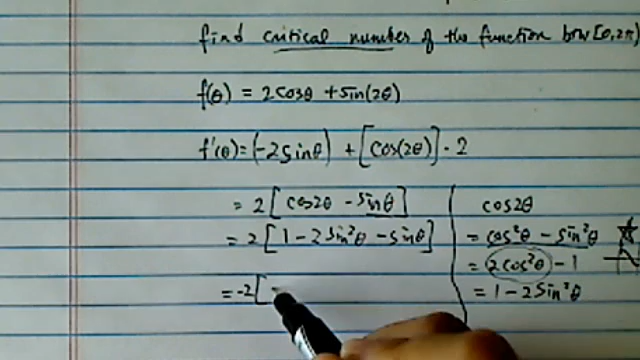 find critical number of the function btw [0,2π]
f(θ) = 2cosθ + sin(2θ)
f'(θ) = (-2sinθ) + [cos(2θ)] · 2
= 2[cos2θ - sinθ]
= 2[1 - 2sin²θ - sinθ]
= -2[
cos2θ
= cos²θ - sin²θ
= 2cos²θ - 1
= 1 - 2sin²θ